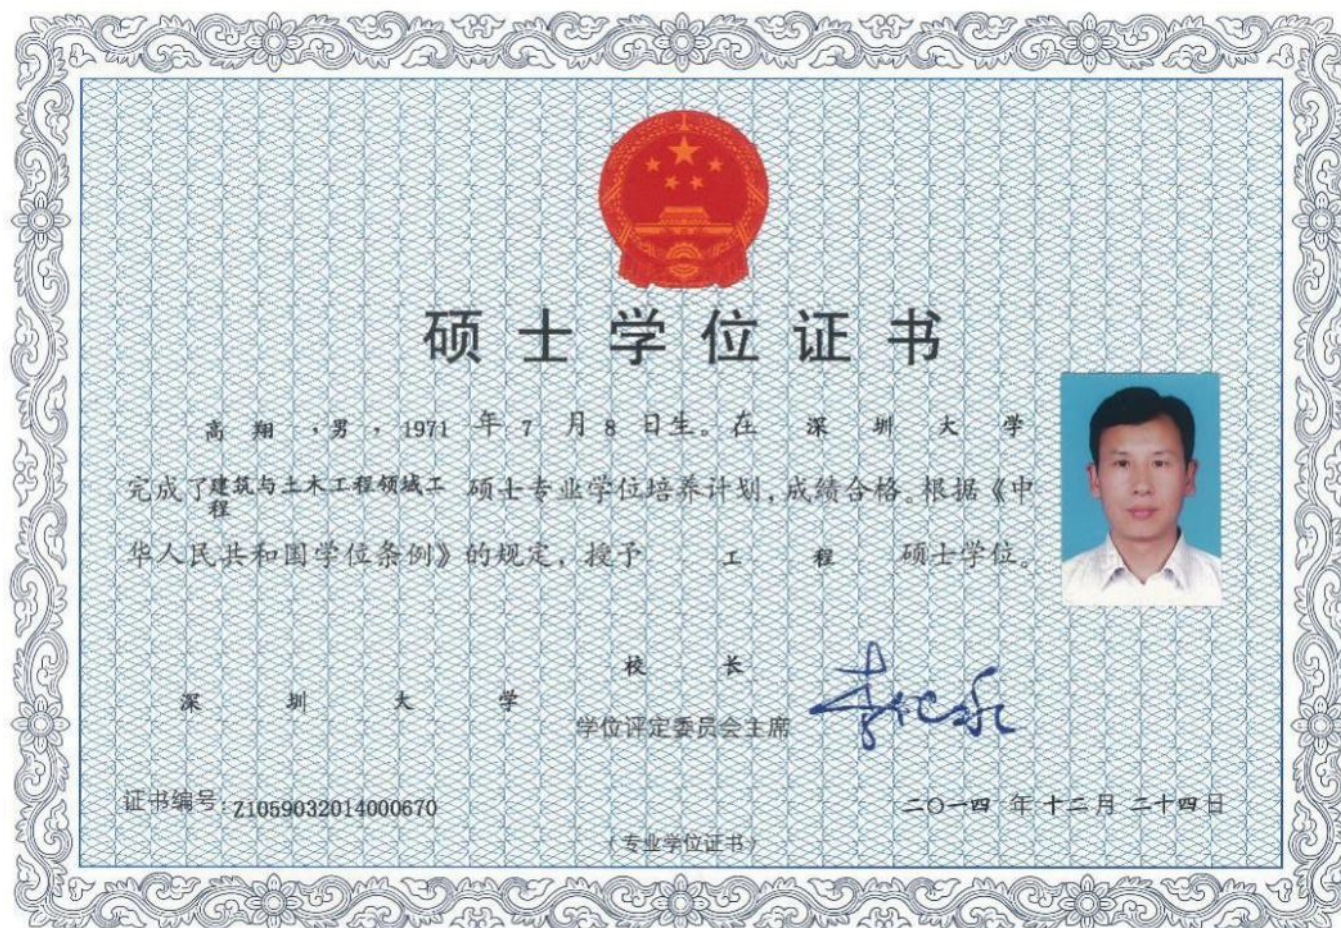 硕士学位证书
高翔，男，1971年7月8日生。在深圳大学
完成了建筑与土木工程领域工程硕士专业学位培养计划，成绩合格。根据《中
华人民共和国学位条例》的规定，授予工程硕士学位。
校长
深圳大学
学位评定委员会主席
证书编号：Z1059032014000670
二〇一四年十二月二十四日
（专业学位证书）